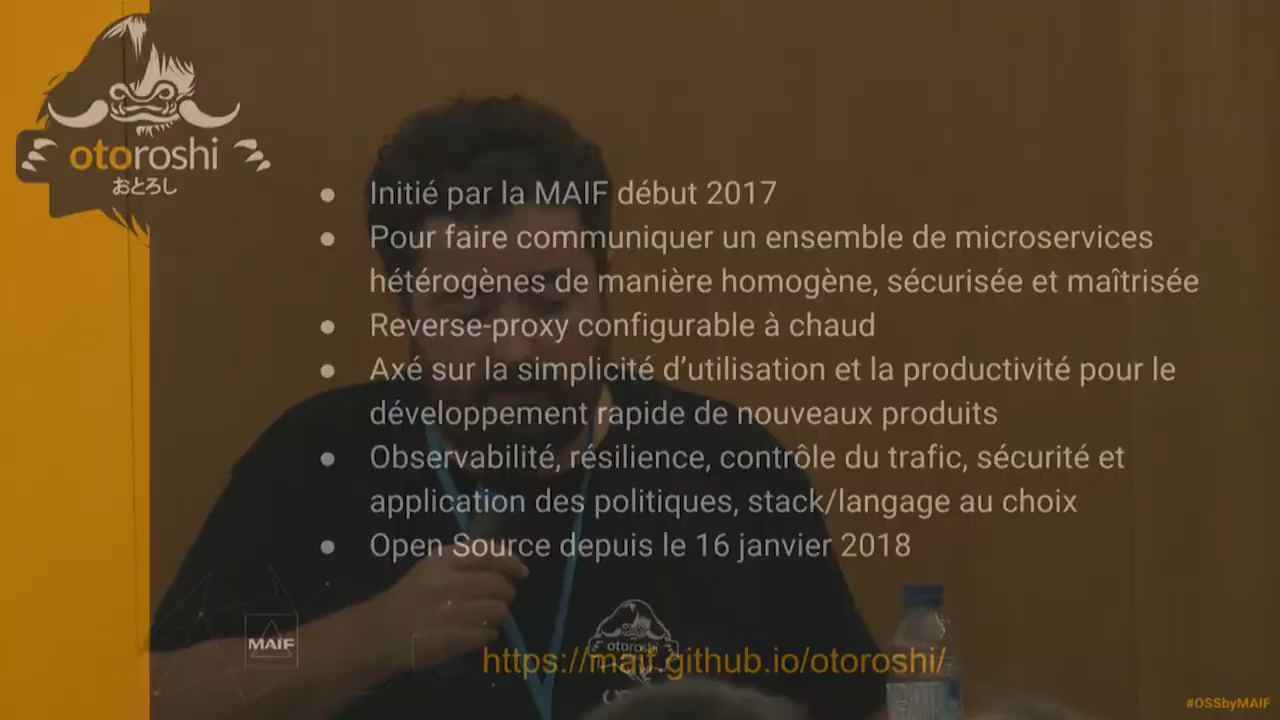 otoroshi
おとろし
● Initié par la MAIF début 2017
● Pour faire communiquer un ensemble de microservices
hétérogènes de manière homogène, sécurisée et maîtrisée
● Reverse-proxy configurable à chaud
● Axé sur la simplicité d’utilisation et la productivité pour le
développement rapide de nouveaux produits
● Observabilité, résilience, contrôle du trafic, sécurité et
application des politiques, stack/langage au choix
● Open Source depuis le 16 janvier 2018
MAIF
otoroshi
https://maif.github.io/otoroshi/
#OSSbyMAIF